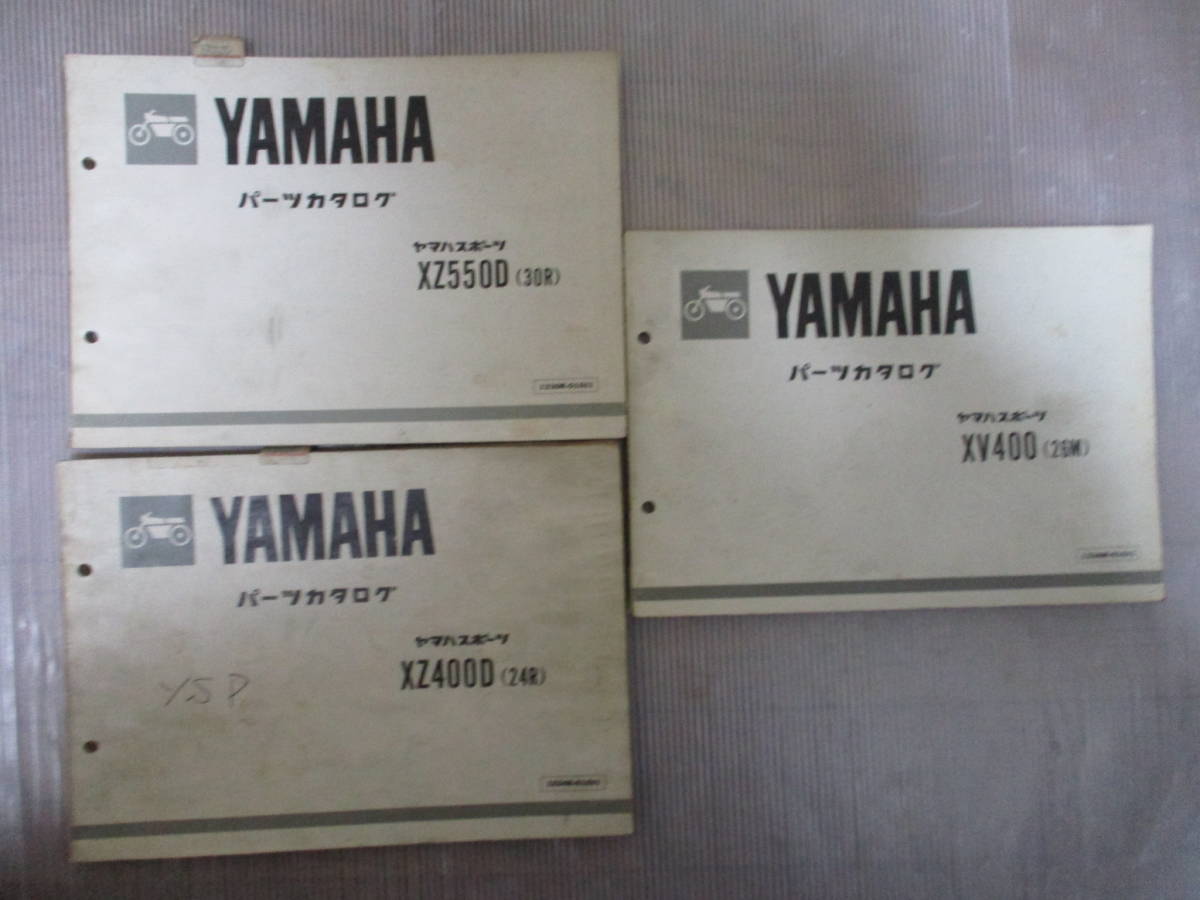 YAMAHA
パーツカタログ
ヤマハスポーツ
XZ550D (30R)
YAMAHA
パーツカタログ
ヤマハスポーツ
XZ400D (24R)
YSP
YAMAHA
パーツカタログ
ヤマハスポーツ
XV400 (26M)